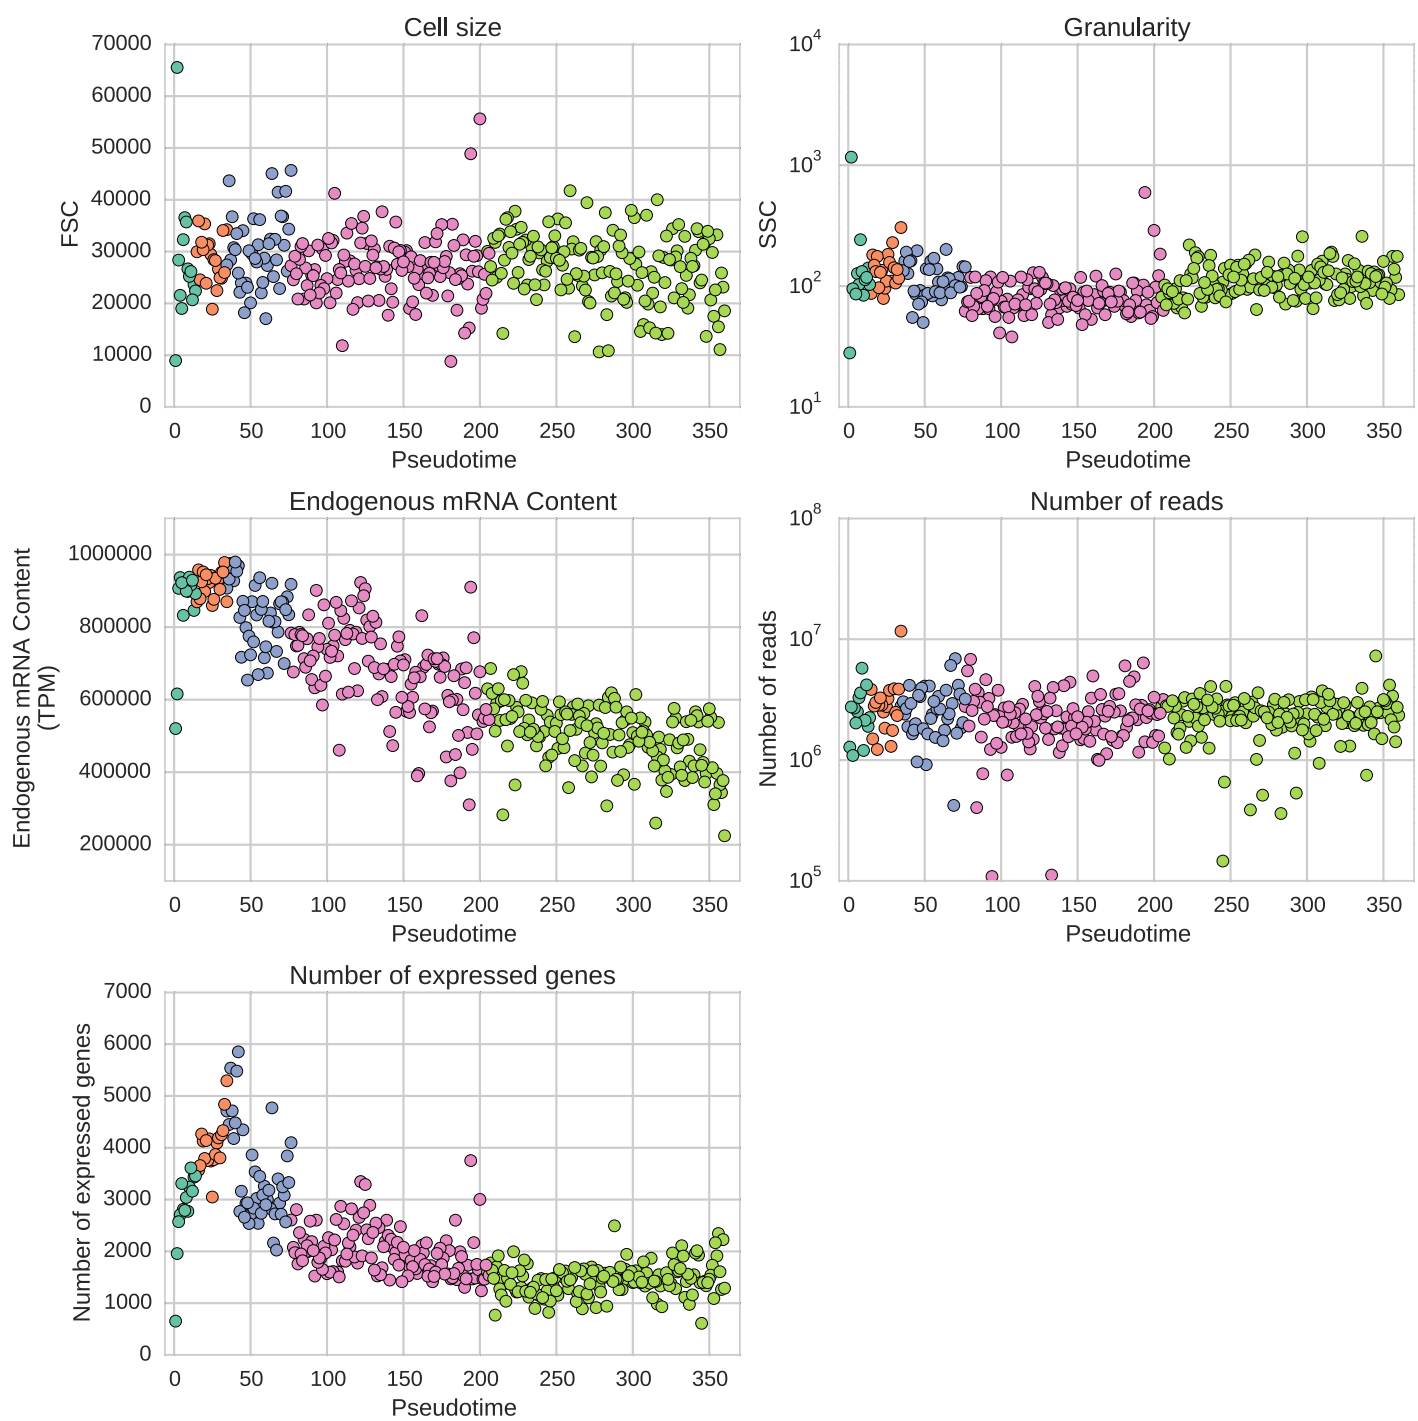 Cell size
70000
60000
50000
40000
30000
20000
10000
0
FSC
0 50 100 150 200 250 300 350
Pseudotime
Granularity
10^4
10^3
10^2
10^1
SSC
0 50 100 150 200 250 300 350
Pseudotime
Endogenous mRNA Content
1000000
800000
600000
400000
200000
Endogenous mRNA Content
(TPM)
0 50 100 150 200 250 300 350
Pseudotime
Number of reads
10^8
10^7
10^6
10^5
Number of reads
0 50 100 150 200 250 300 350
Pseudotime
Number of expressed genes
7000
6000
5000
4000
3000
2000
1000
0
Number of expressed genes
0 50 100 150 200 250 300 350
Pseudotime